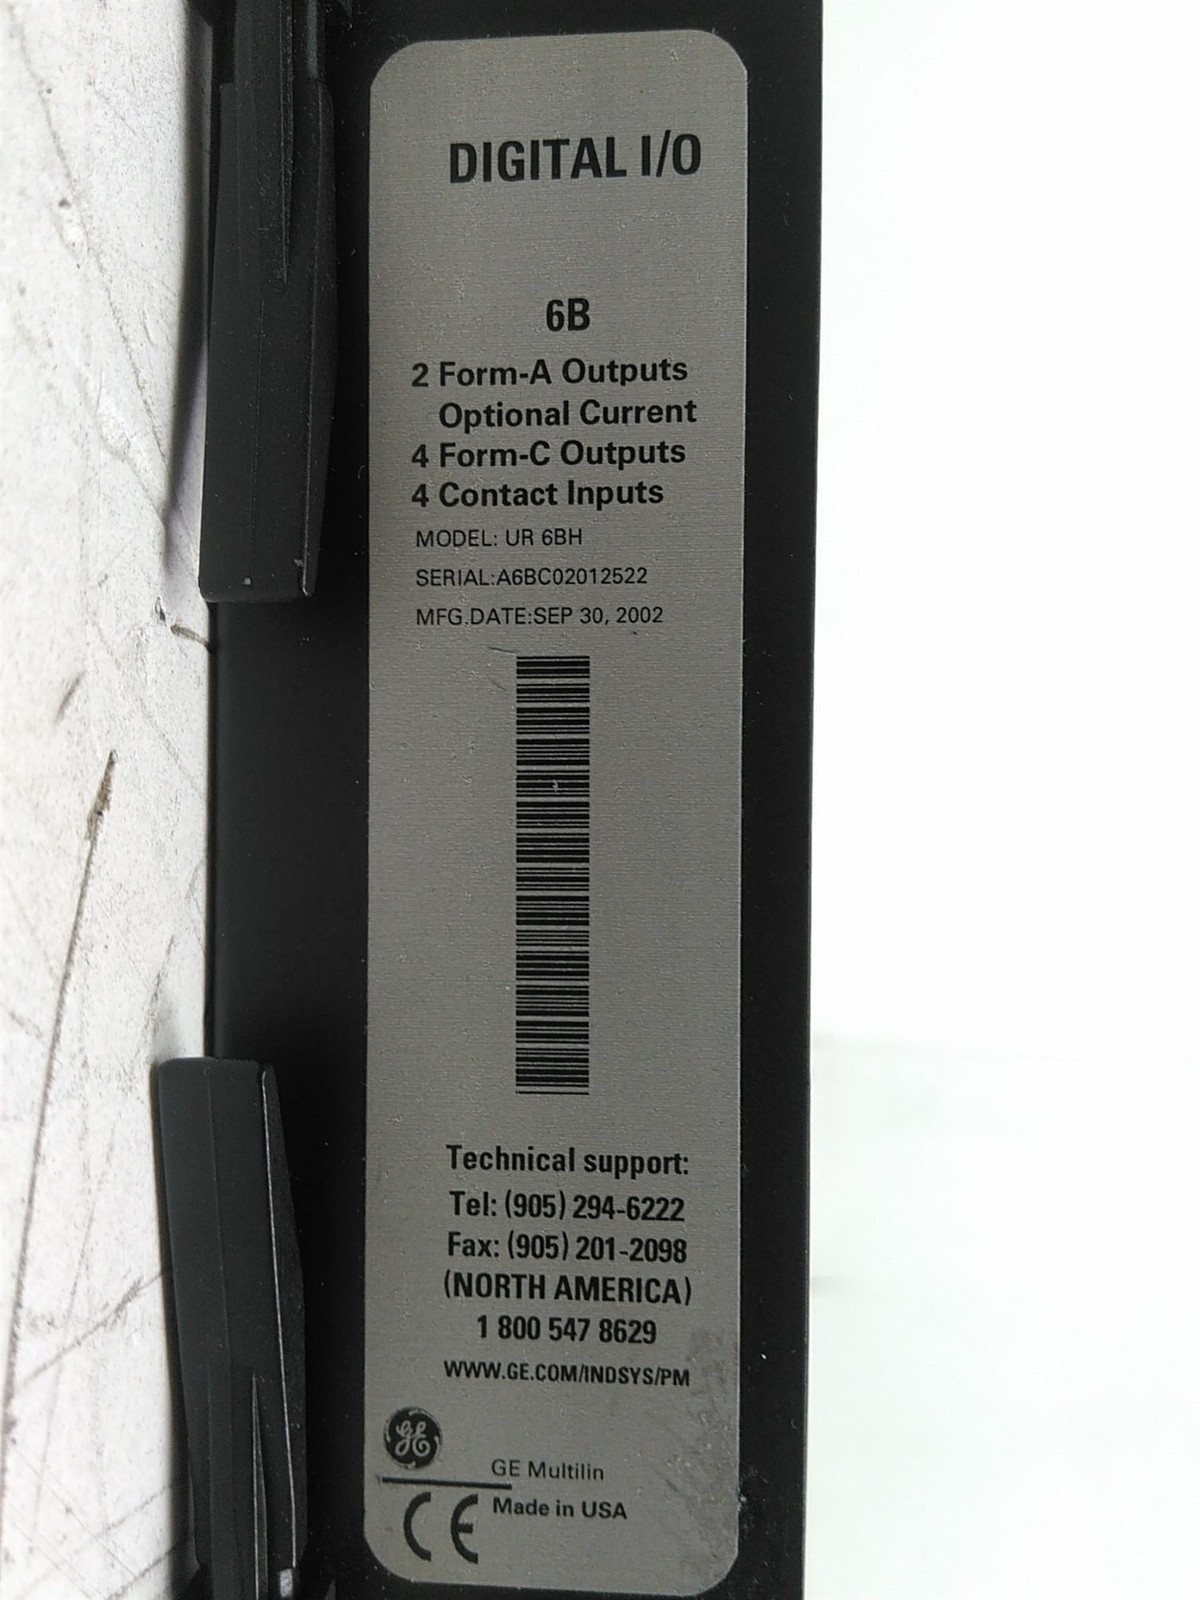 DIGITAL I/O
6B
2 Form-A Outputs
Optional Current
4 Form-C Outputs
4 Contact Inputs
MODEL: UR 6BH
SERIAL:A6BC02012522
MFG.DATE:SEP 30, 2002
Technical support:
Tel: (905) 294-6222
Fax: (905) 201-2098
(NORTH AMERICA)
1 800 547 8629
WWW.GE.COM/INDSYS/PM
GE
GE Multilin
CE Made in USA